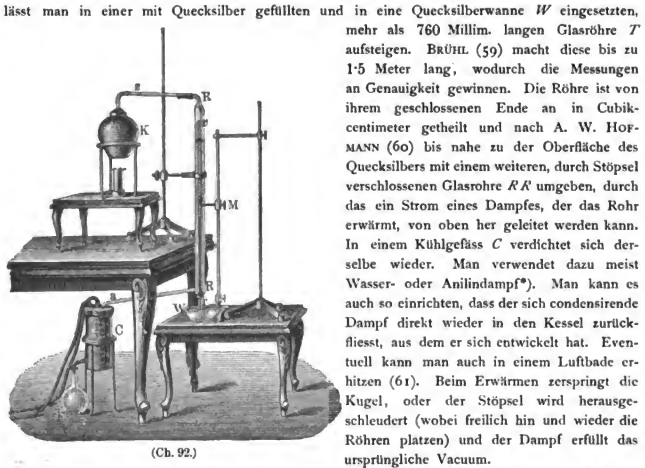 lässt man in einer mit Quecksilber gefüllten und in eine Quecksilberwanne W eingesetzten,
mehr als 760 Millim. langen Glasröhre T
aufsteigen. BRÜHL (59) macht diese bis zu
1·5 Meter lang, wodurch die Messungen
an Genauigkeit gewinnen. Die Röhre ist von
ihrem geschlossenen Ende an in Cubik-
centimeter getheilt und nach A. W. HOF-
MANN (60) bis nahe zu der Oberfläche des
Quecksilbers mit einem weiteren, durch Stöpsel
verschlossenen Glasrohre R R umgeben, durch
das ein Strom eines Dampfes, der das Rohr
erwärmt, von oben her geleitet werden kann.
In einem Kühlgefäss C verdichtet sich der-
selbe wieder. Man verwendet dazu meist
Wasser- oder Anilindampf*). Man kann es
auch so einrichten, dass der sich condensirende
Dampf direkt wieder in den Kessel zurück-
fliesst, aus dem er sich entwickelt hat. Even-
tuell kann man auch in einem Luftbade er-
hitzen (61). Beim Erwärmen zerspringt die
Kugel, oder der Stöpsel wird herausge-
schleudert (wobei freilich hin und wieder die
Röhren platzen) und der Dampf erfüllt das
ursprüngliche Vacuum.
R
K
M
R
W
C
(Ch. 92.)